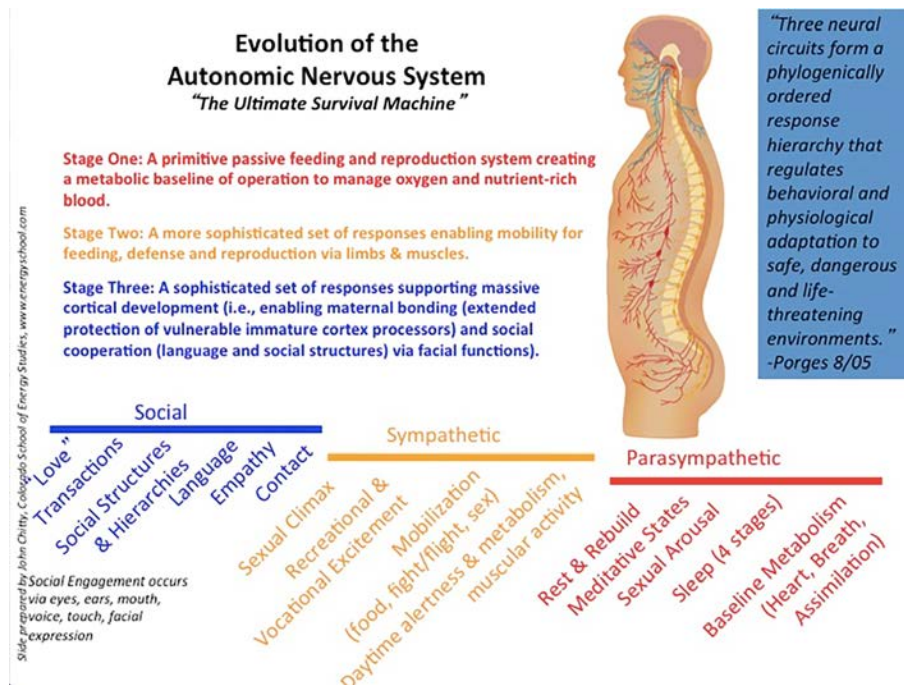 Evolution of the
Autonomic Nervous System
"The Ultimate Survival Machine"
Stage One: A primitive passive feeding and reproduction system creating
a metabolic baseline of operation to manage oxygen and nutrient-rich
blood.
Stage Two: A more sophisticated set of responses enabling mobility for
feeding, defense and reproduction via limbs & muscles.
Stage Three: A sophisticated set of responses supporting massive
cortical development (i.e., enabling maternal bonding (extended
protection of vulnerable immature cortex processors) and social
cooperation (language and social structures) via facial functions).
"Three neural
circuits form a
phylogenically
ordered
response
hierarchy that
regulates
behavioral and
physiological
adaptation to
safe, dangerous
and life-
threatening
environments."
-Porges 8/05
Social
"Love"
Transactions
Social Structures
& Hierarchies
Language
Empathy
Contact
Sympathetic
Sexual Climax
Recreational &
Vocational Excitement
Mobilization
(food, fight/flight, sex)
Daytime alertness & metabolism,
muscular activity
Parasympathetic
Rest & Rebuild
Meditative States
Sexual Arousal
Sleep (4 stages)
Baseline Metabolism
(Heart, Breath,
Assimilation)
Social Engagement occurs
via eyes, ears, mouth,
voice, touch, facial
expression
Slide prepared by John Chitty, Colorado School of Energy Studies, www.energyschool.com